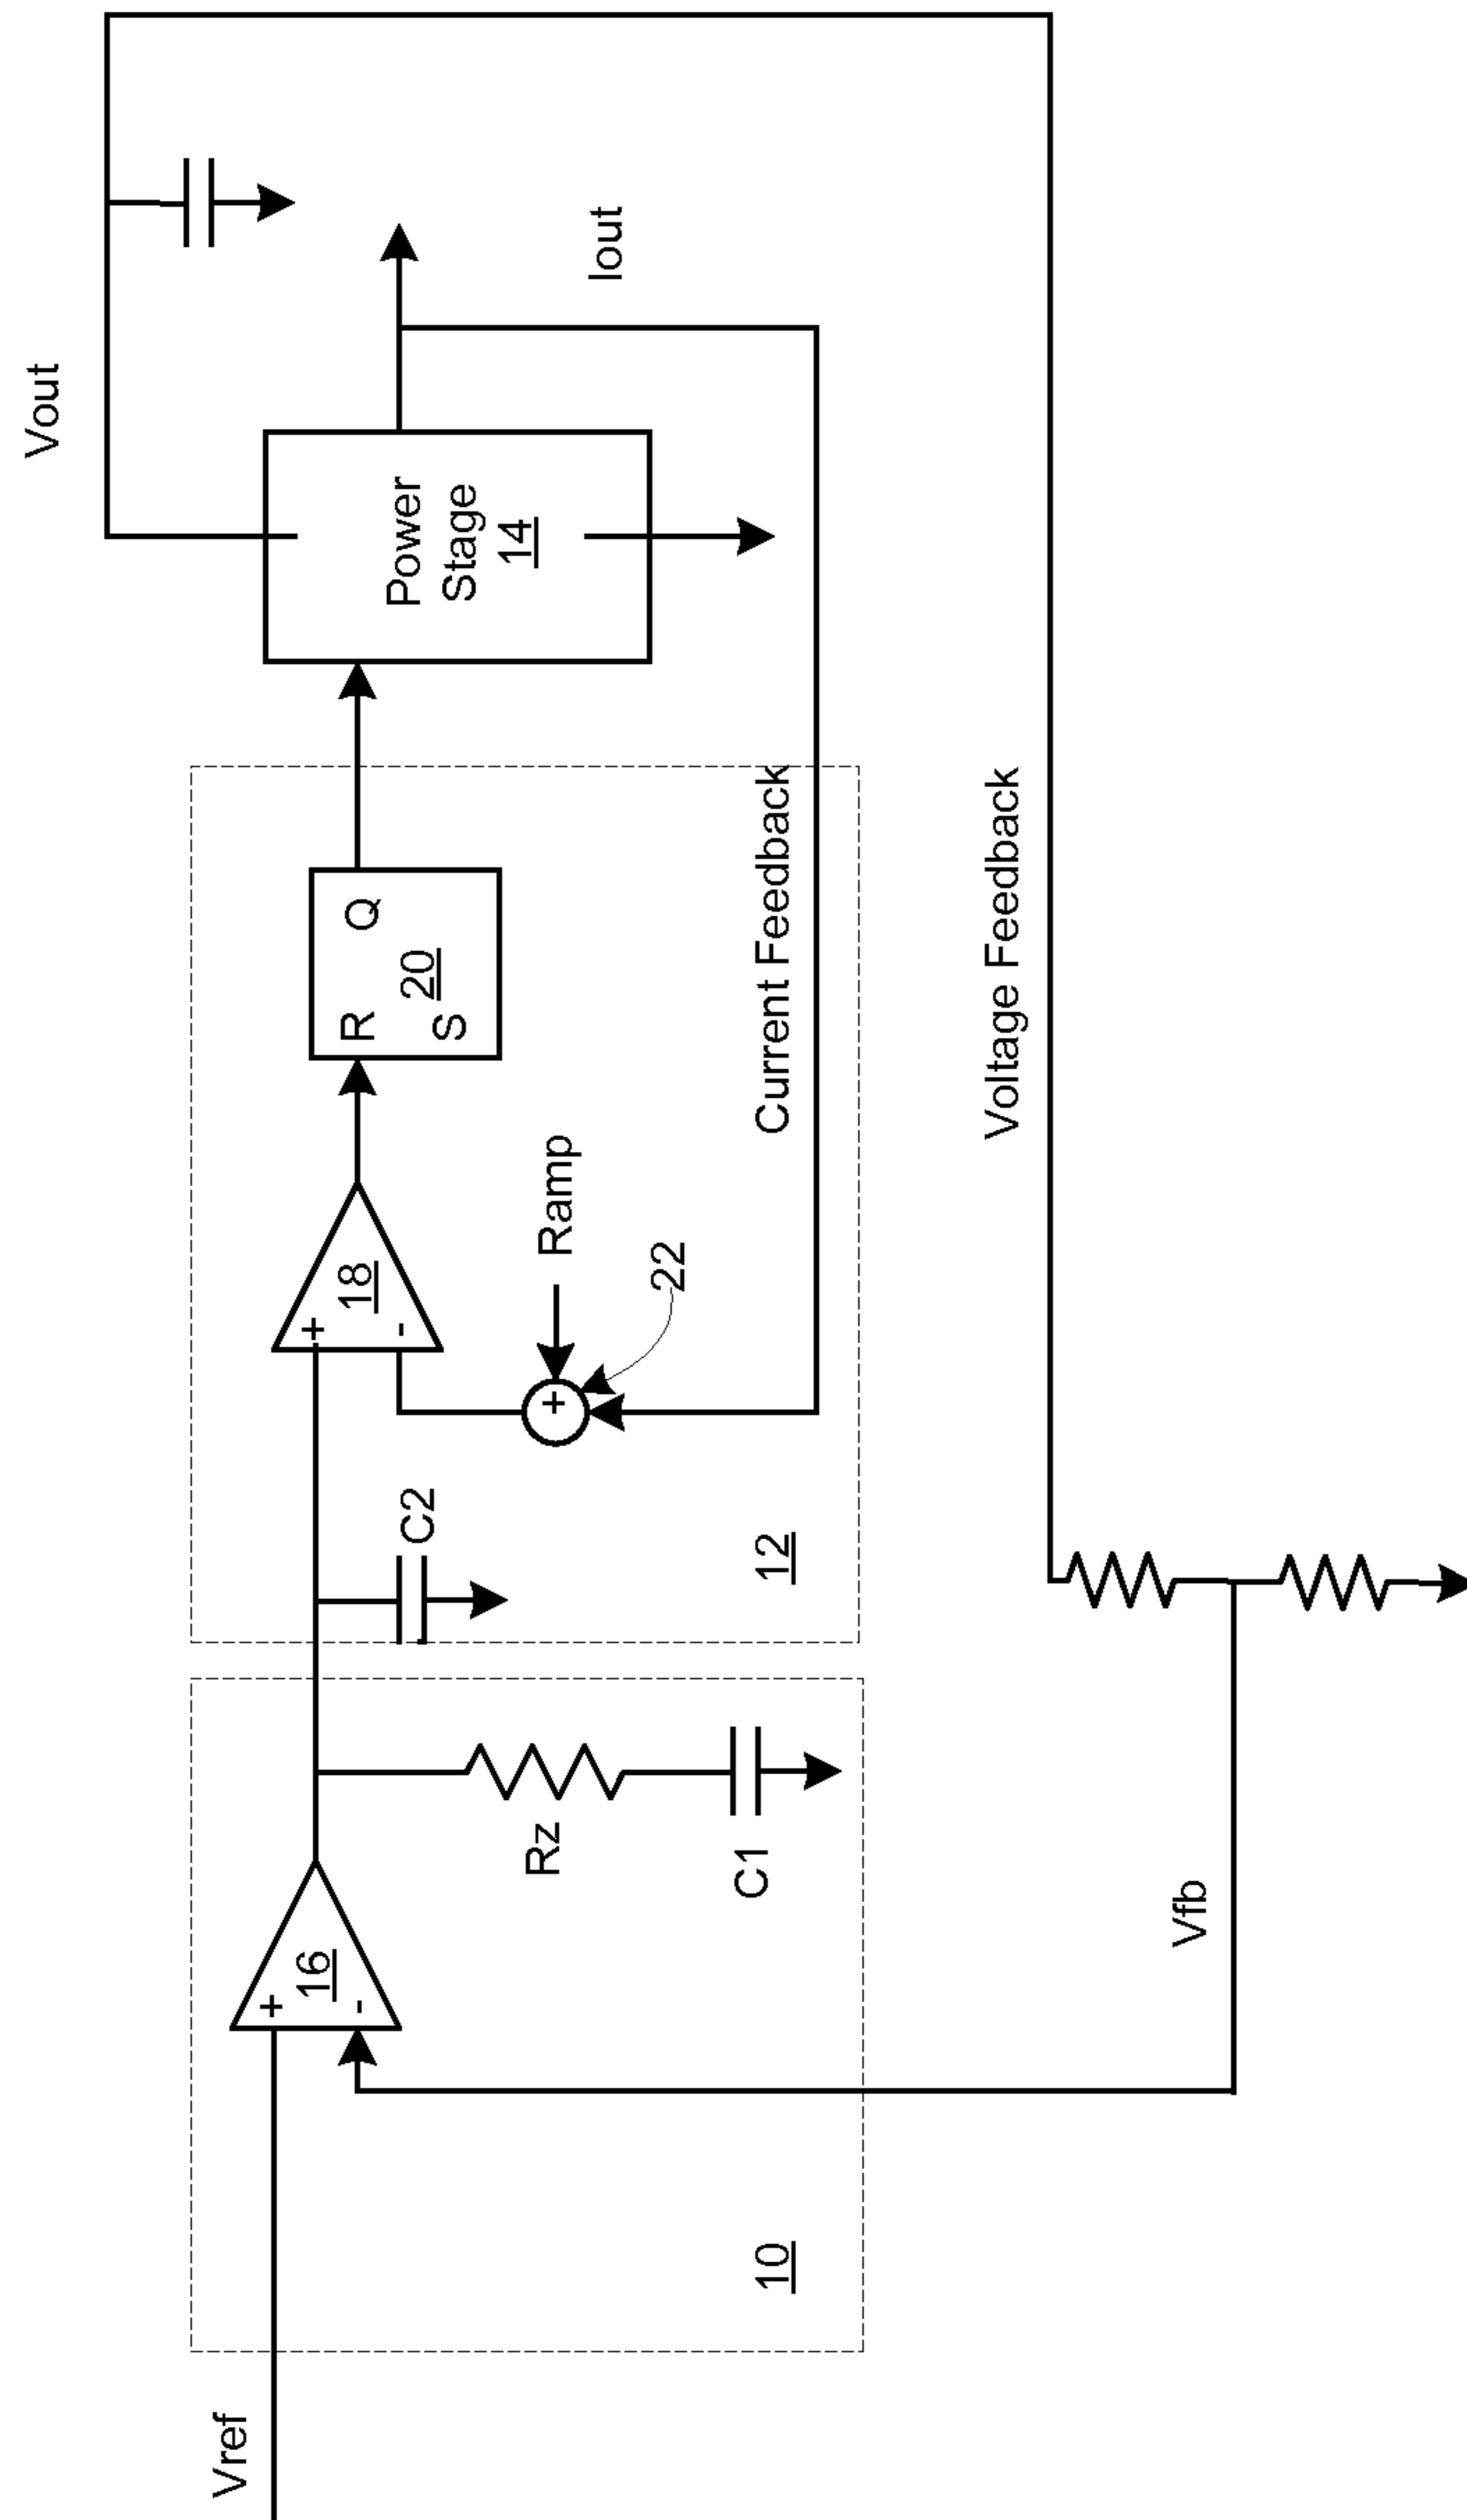 Vout
Iout
Power
Stage
14
Q
R
20
S
Current Feedback
Voltage Feedback
+
18
-
Ramp
22
+
C2
12
+
16
-
Rz
C1
Vfb
10
Vref